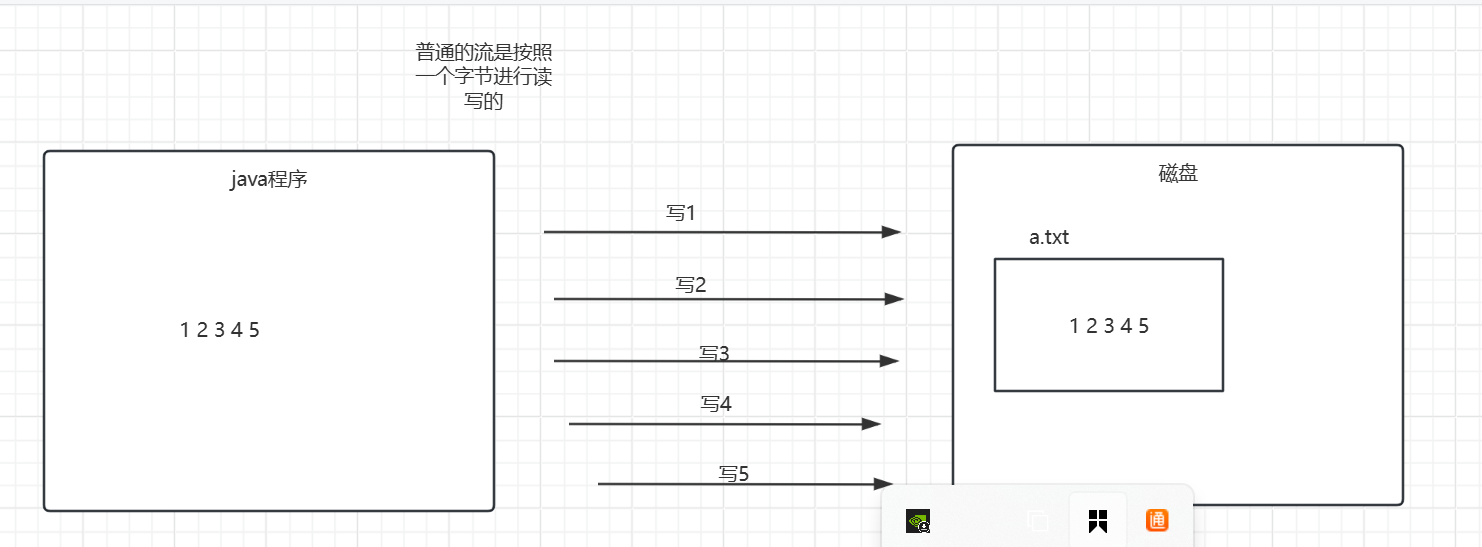 普通的流是按照
一个字节进行读
写的
java程序
磁盘
写1
a.txt
写2
1 2 3 4 5
1 2 3 4 5
写3
写4
写5
通